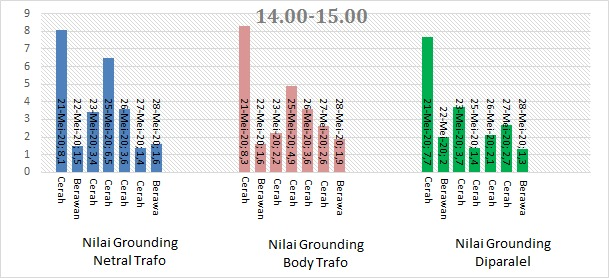 14.00-15.00
9
8
7
6
5
4
3
2
1
0
21-Mei-20; 8,1
22-Mei-20; 1,5
23-Mei-20; 3,4
25-Mei-20; 6,5
26-Mei-20; 3,6
27-Mei-20; 1,4
28-Mei-20; 1,6
21-Mei-20; 8,3
22-Mei-20; 1,6
23-Mei-20; 2,2
25-Mei-20; 4,9
26-Mei-20; 3,6
27-Mei-20; 2,6
28-Mei-20; 1,9
21-Mei-20; 7,7
22-Mei-20; 2
23-Mei-20; 3,7
25-Mei-20; 1,4
26-Mei-20; 2,1
27-Mei-20; 2,7
28-Mei-20; 1,3
Cerah
Berawan
Cerah
Cerah
Cerah
Cerah
Berawa
Cerah
Berawan
Cerah
Cerah
Cerah
Cerah
Berawa
Cerah
Berawan
Cerah
Cerah
Cerah
Cerah
Berawa
Nilai Grounding
Netral Trafo
Nilai Grounding
Body Trafo
Nilai Grounding
Diparalel